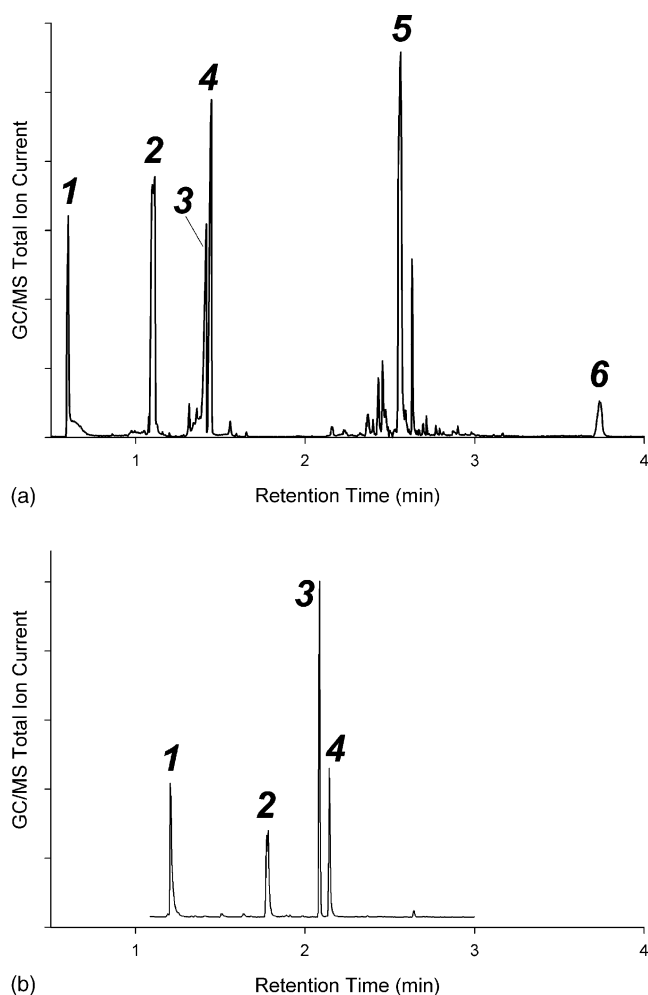 5
4
2
1
3
6
GC/MS Total Ion Current
1 2 3 4
(a) Retention Time (min)
3
1
4
2
GC/MS Total Ion Current
1 2 3 4
(b) Retention Time (min)